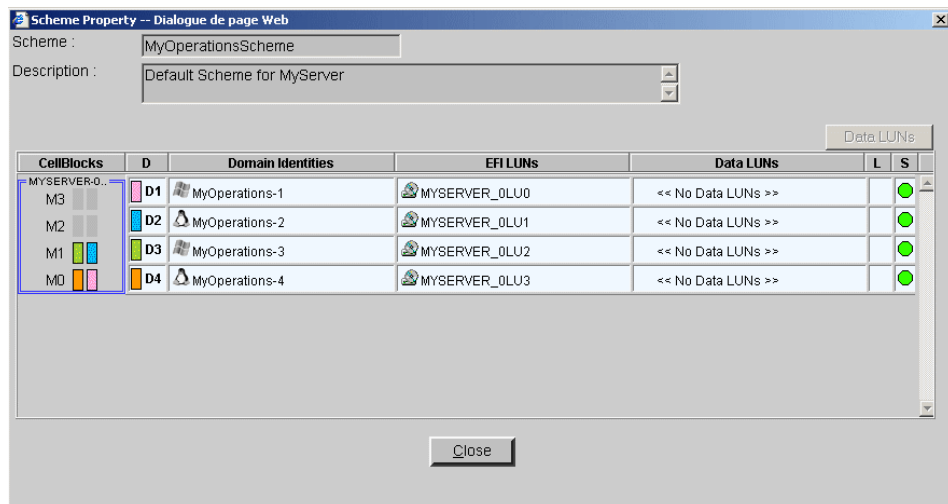 Scheme Property -- Dialogue de page Web
Scheme : MyOperationsScheme
Description : Default Scheme for MyServer
Data LUNs
CellBlocks D Domain Identities EFI LUNs Data LUNs L S
MYSERVER-0..
M3
M2
M1
M0
D1 MyOperations-1 MYSERVER_0LU0 << No Data LUNs >>
D2 MyOperations-2 MYSERVER_0LU1 << No Data LUNs >>
D3 MyOperations-3 MYSERVER_0LU2 << No Data LUNs >>
D4 MyOperations-4 MYSERVER_0LU3 << No Data LUNs >>
Close